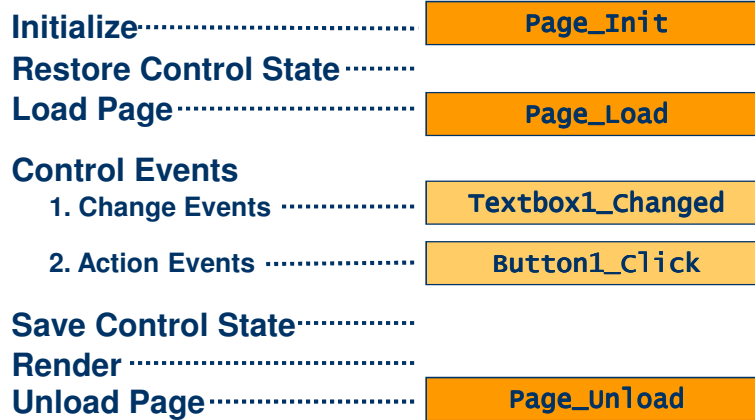 Initialize Page_Init
Restore Control State
Load Page Page_Load
Control Events
1. Change Events Textbox1_Changed
2. Action Events Button1_Click
Save Control State
Render
Unload Page Page_Unload